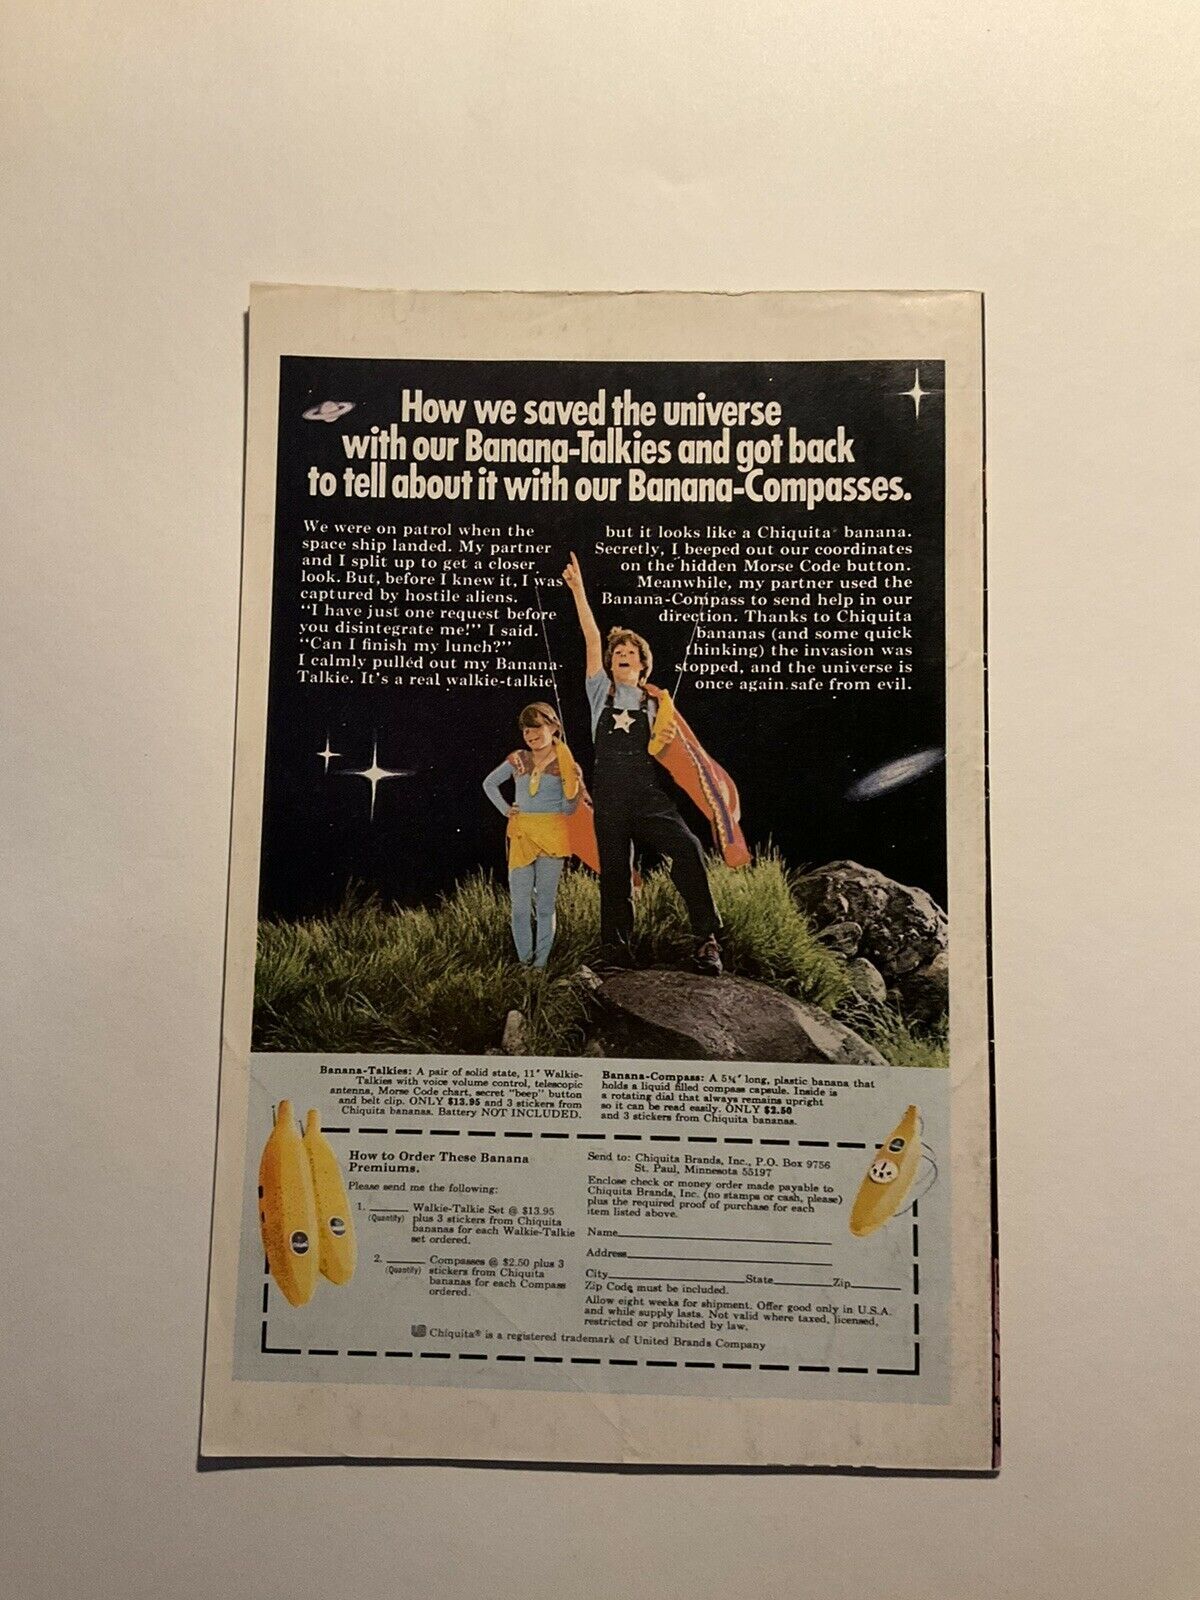 How we saved the universe
with our Banana-Talkies and got back
to tell about it with our Banana-Compasses.
We were on patrol when the
space ship landed. My partner
and I split up to get a closer
look. But, before I knew it, I was
captured by hostile aliens.
"I have just one request before
you disintegrate me!" I said.
"Can I finish my lunch?"
I calmly pulled out my Banana-
Talkie. It's a real walkie-talkie
but it looks like a Chiquita® banana.
Secretly, I beeped out our coordinates
on the hidden Morse Code button.
Meanwhile, my partner used the
Banana-Compass to send help in our
direction. Thanks to Chiquita
bananas (and some quick
thinking) the invasion was
stopped, and the universe is
once again safe from evil.
Banana-Talkies: A pair of solid state, 11" Walkie-
Talkies with voice volume control, telescopic
antenna, Morse Code chart, secret "beep" button
and belt clip. ONLY $13.95 and 3 stickers from
Chiquita bananas. Battery NOT INCLUDED.
Banana-Compass: A 5¾" long, plastic banana that
holds a liquid filled compass capsule. Inside is
a rotating dial that always remains upright
so it can be read easily. ONLY $2.50
and 3 stickers from Chiquita bananas.
How to Order These Banana
Premiums.
Please send me the following:
1. ______ Walkie-Talkie Set @ $13.95
(Quantity) plus 3 stickers from Chiquita
bananas for each Walkie-Talkie
set ordered.
2. ______ Compasses @ $2.50 plus 3
(Quantity) stickers from Chiquita
bananas for each Compass
ordered.
Send to: Chiquita Brands, Inc., P.O. Box 9756
St. Paul, Minnesota 55197
Enclose check or money order made payable to
Chiquita Brands, Inc. (no stamps or cash, please)
plus the required proof of purchase for each
item listed above.
Name
Address
City State Zip
Zip Code must be included.
Allow eight weeks for shipment. Offer good only in U.S.A.
and while supply lasts. Not valid where taxed, licensed,
restricted or prohibited by law.
Chiquita® is a registered trademark of United Brands Company